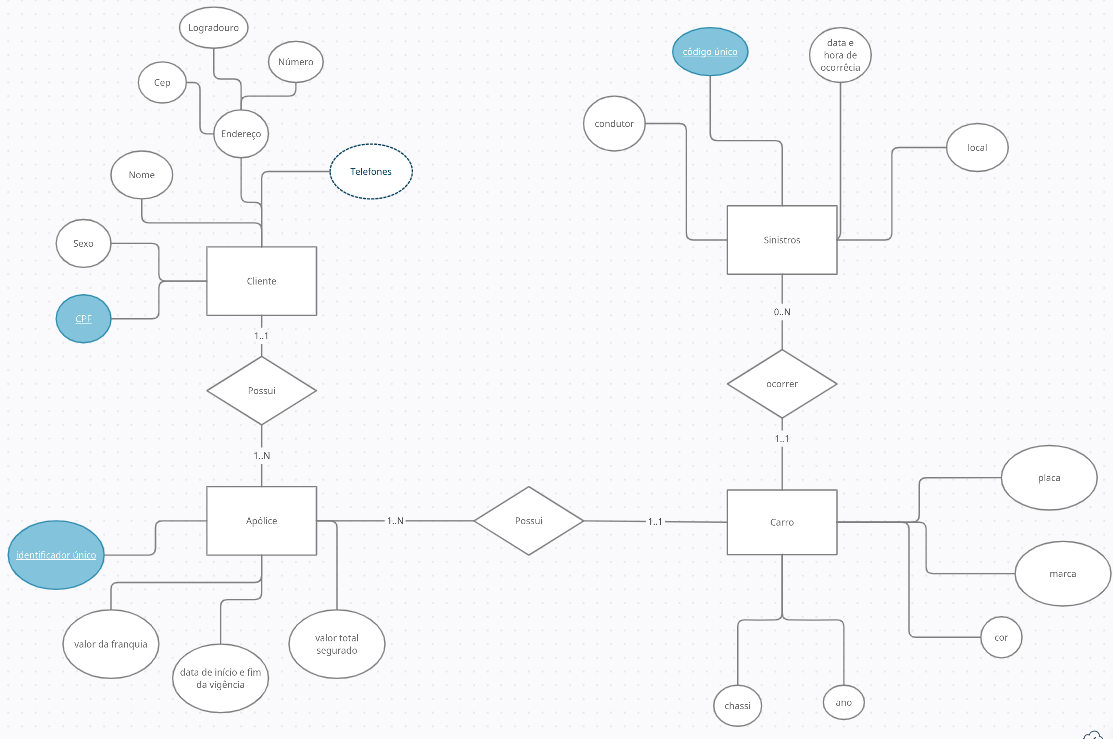 Logradouro
Número
Cep
Endereço
Telefones
Nome
Sexo
CPF
Cliente
1..1
Possui
1..N
Apólice
identificador único
valor da franquia
data de início e fim
da vigência
valor total
segurado
1..N
Possui
1..1
código único
data e
hora de
ocorrêcia
condutor
local
Sinistros
0..N
ocorrer
1..1
Carro
placa
marca
cor
chassi
ano